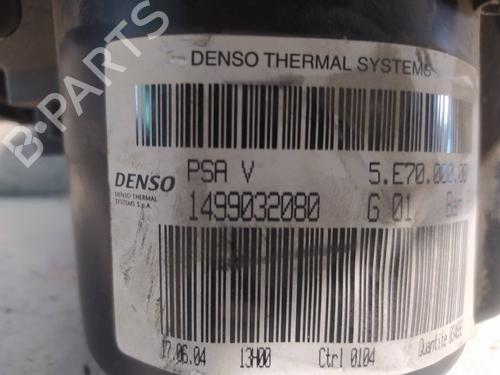 DENSO THERMAL SYSTEMS
PSA V 5.E70.000.00
DENSO
DENSO THERMAL
SYSTEMS S.p.A.
1499032080 G 01
17.06.04 13H00 Ctrl 0104 Quantite
B-PARTS